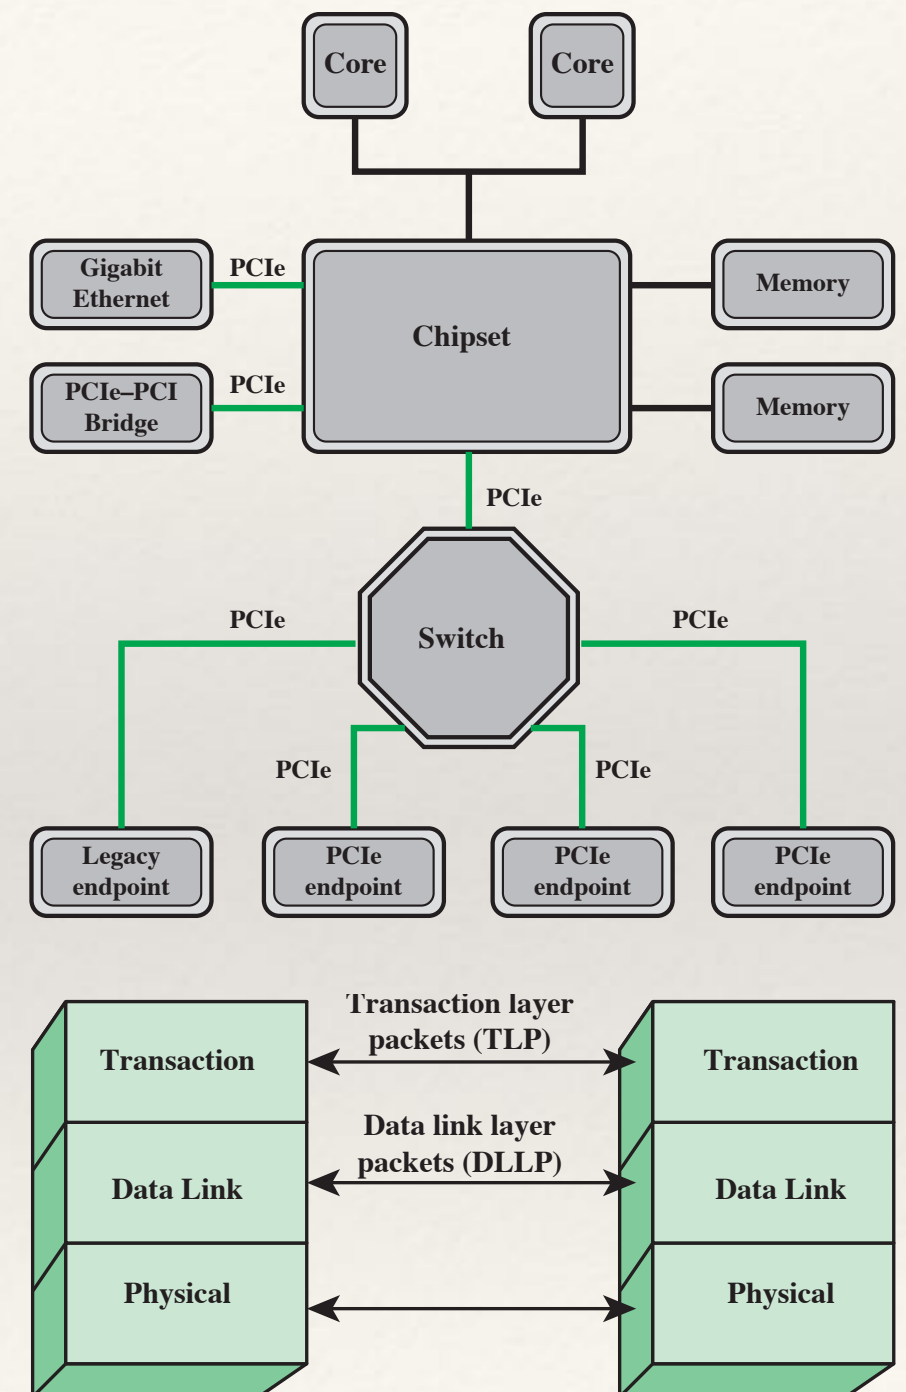 Core
Core
Gigabit
Ethernet
PCIe
Chipset
Memory
PCIe–PCI
Bridge
PCIe
Memory
PCIe
PCIe
Switch
PCIe
PCIe
PCIe
Legacy
endpoint
PCIe
endpoint
PCIe
endpoint
PCIe
endpoint
Transaction
Transaction layer
packets (TLP)
Transaction
Data Link
Data link layer
packets (DLLP)
Data Link
Physical
Physical